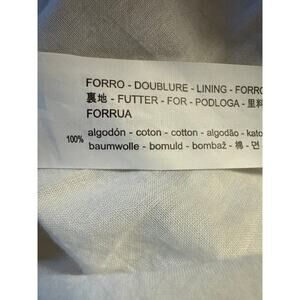 FORRO - DOUBLURE - LINING - FORRO
裏地 - FUTTER - FOR - PODLOGA - 里料
FORRUA
100% algodón - coton - cotton - algodão - kato
baumwolle - bomuld - bombaž - 棉 - 면